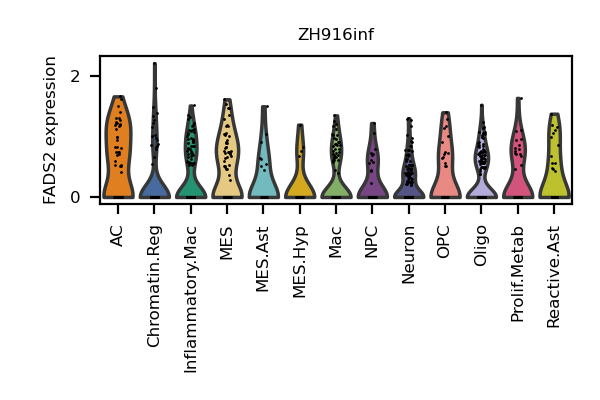 ZH916inf
FADS2 expression
2
0
AC
Chromatin.Reg
Inflammatory.Mac
MES
MES.Ast
MES.Hyp
Mac
NPC
Neuron
OPC
Oligo
Prolif.Metab
Reactive.Ast